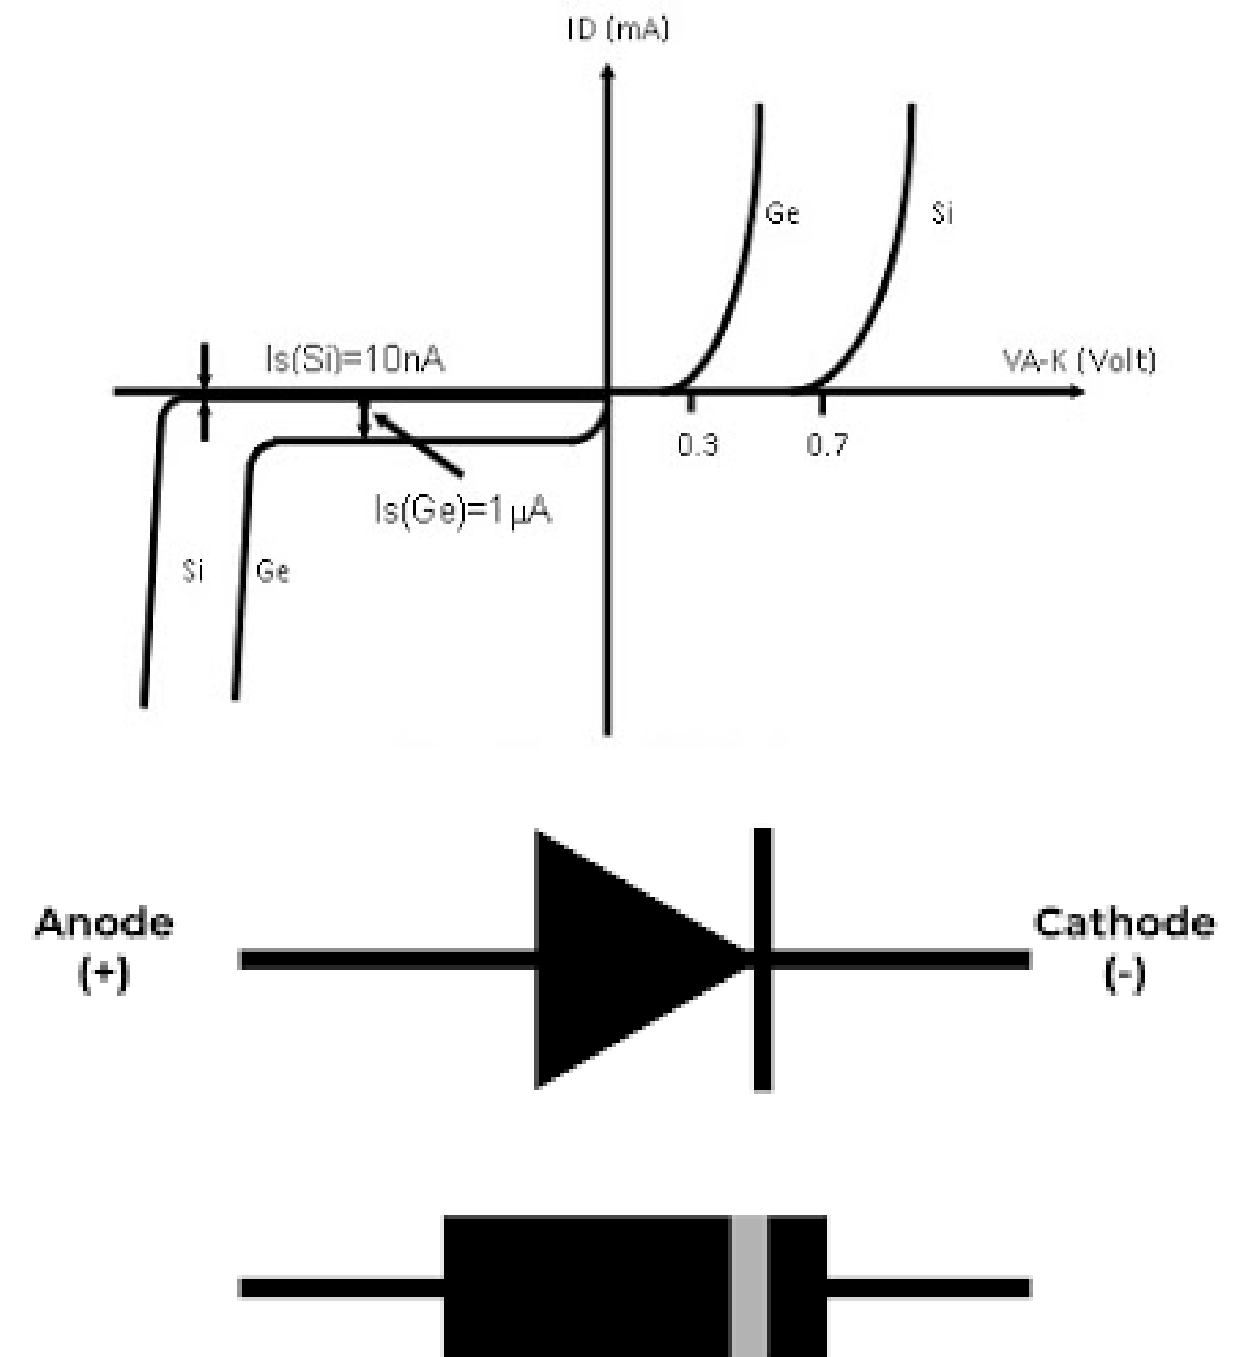 ID (mA)
Ge
Si
Is(Si)=10nA
VA-K (Volt)
0.3
0.7
Is(Ge)=1µA
Si
Ge
Anode
(+)
Cathode
(-)